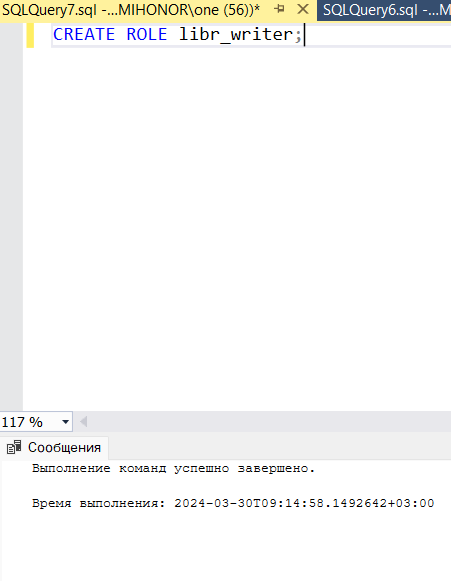 SQLQuery7.sql -...MIHONOR\one (56))* SQLQuery6.sql -...M
CREATE ROLE libr_writer;
117 %
Сообщения
Выполнение команд успешно завершено.
Время выполнения: 2024-03-30T09:14:58.1492642+03:00